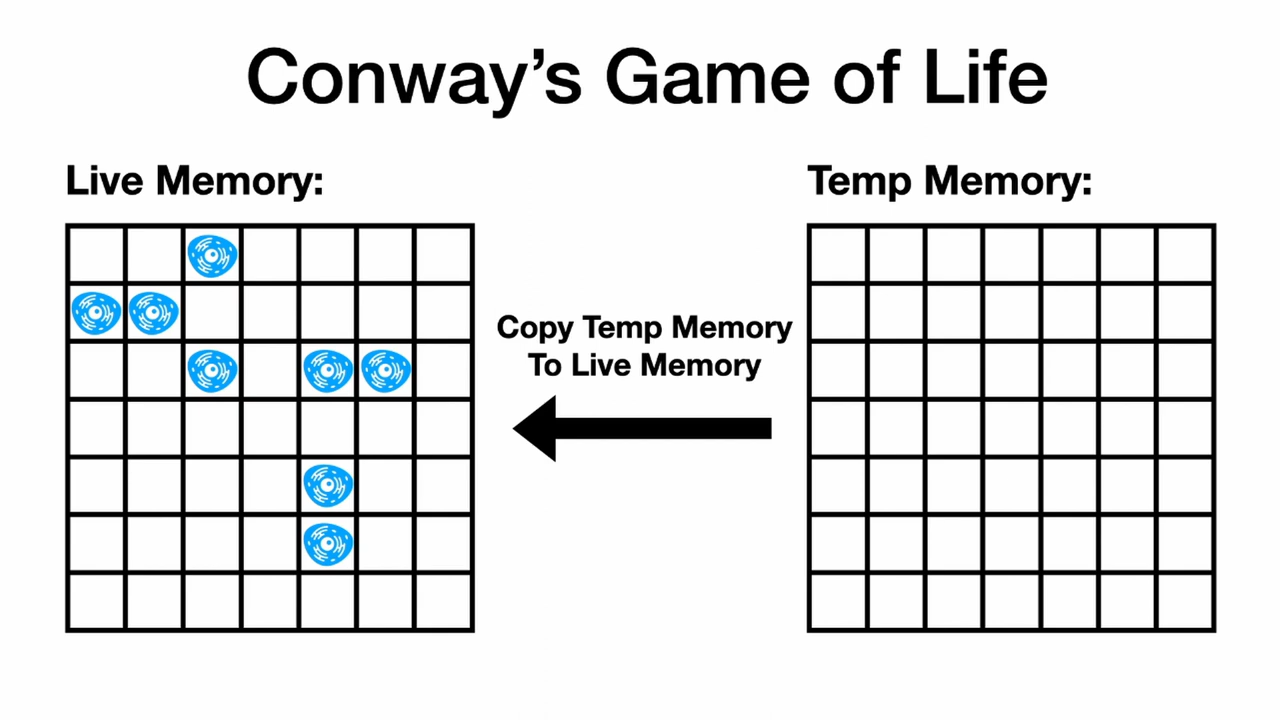 Conway’s Game of Life
Live Memory:
Temp Memory:
Copy Temp Memory
To Live Memory